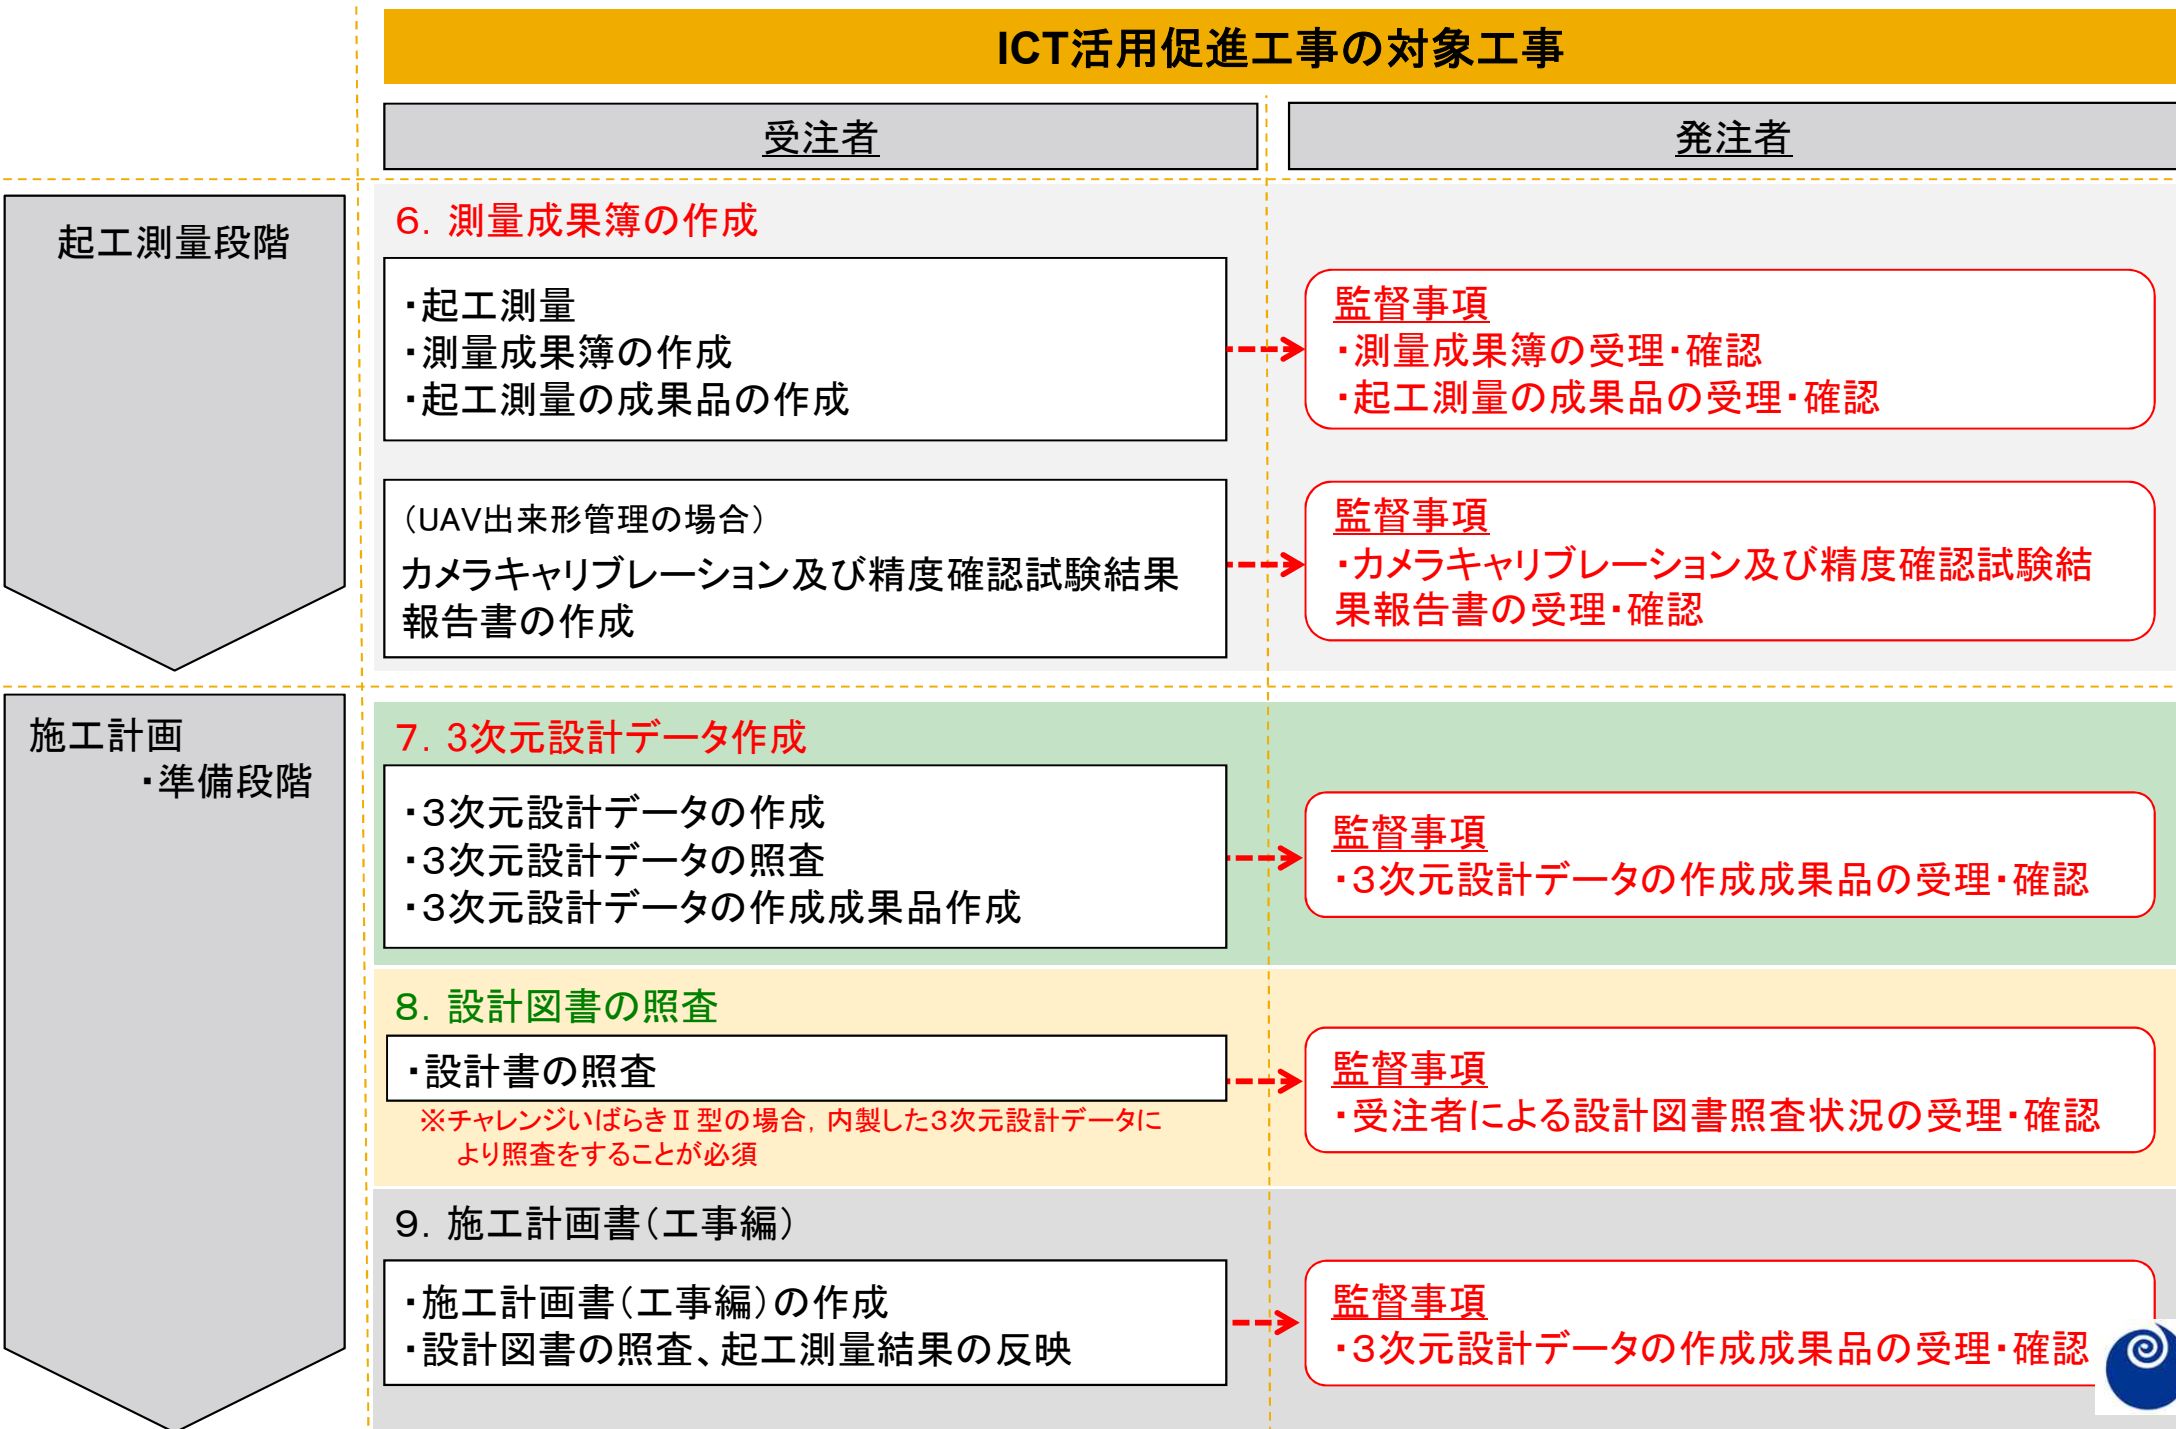 ICT活用促進工事の対象工事
受注者
発注者
起工測量段階
６．測量成果簿の作成
・起工測量
・測量成果簿の作成
・起工測量の成果品の作成
監督事項
・測量成果簿の受理・確認
・起工測量の成果品の受理・確認
（UAV出来形管理の場合）
カメラキャリブレーション及び精度確認試験結果
報告書の作成
監督事項
・カメラキャリブレーション及び精度確認試験結
果報告書の受理・確認
施工計画
・準備段階
７．3次元設計データ作成
・３次元設計データの作成
・３次元設計データの照査
・３次元設計データの作成成果品作成
監督事項
・３次元設計データの作成成果品の受理・確認
８．設計図書の照査
・設計書の照査
※チャレンジいばらきⅡ型の場合，内製した3次元設計データに
より照査をすることが必須
監督事項
・受注者による設計図書照査状況の受理・確認
９．施工計画書（工事編）
・施工計画書（工事編）の作成
・設計図書の照査、起工測量結果の反映
監督事項
・３次元設計データの作成成果品の受理・確認